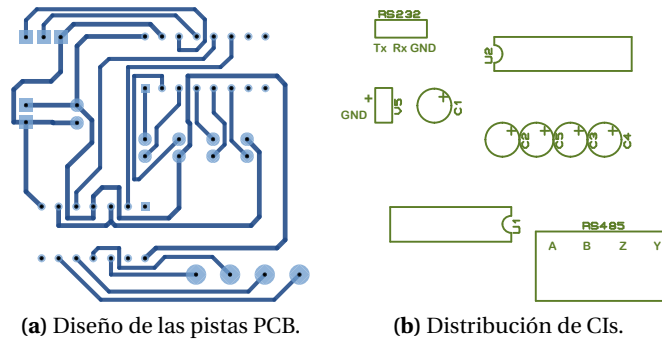 RS232
Tx Rx GND
U2
+
GND
V5
+
C1
+
C2
+
C5
+
C3
+
C4
U1
RS485
A B Z Y
(a) Diseño de las pistas PCB.
(b) Distribución de CIs.